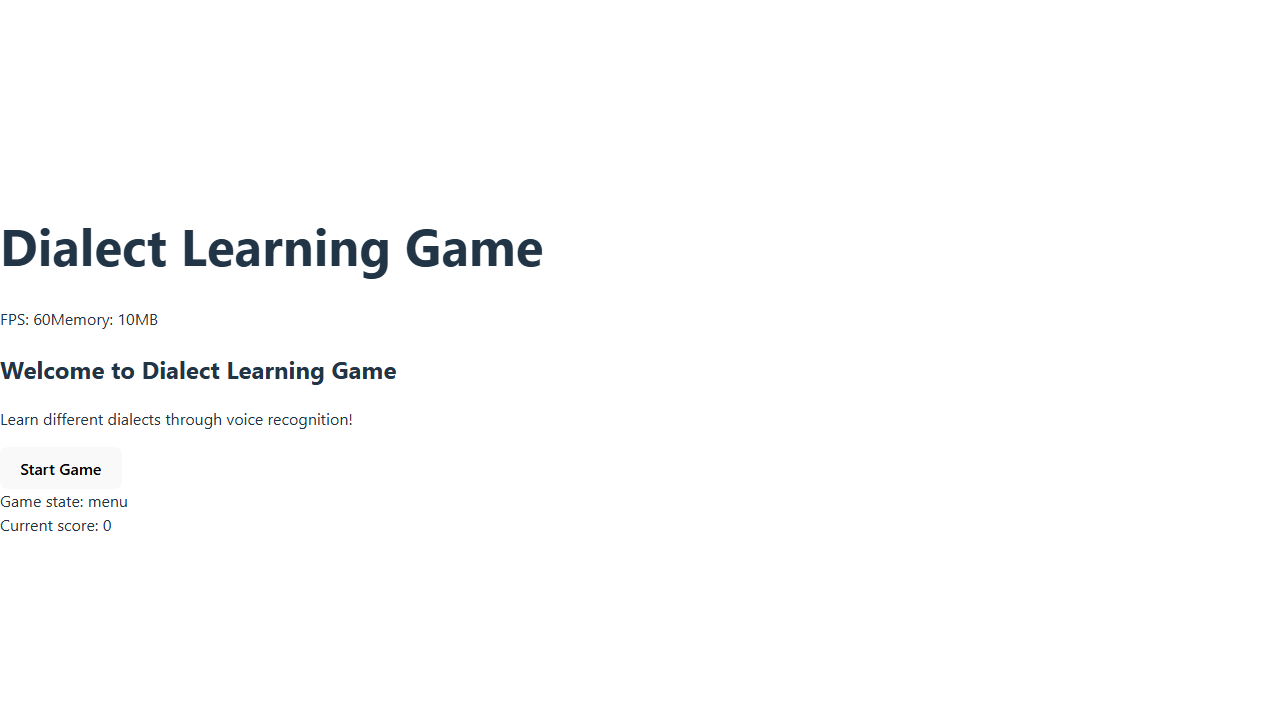 Dialect Learning Game
FPS: 60Memory: 10MB
Welcome to Dialect Learning Game
Learn different dialects through voice recognition!
Start Game
Game state: menu
Current score: 0